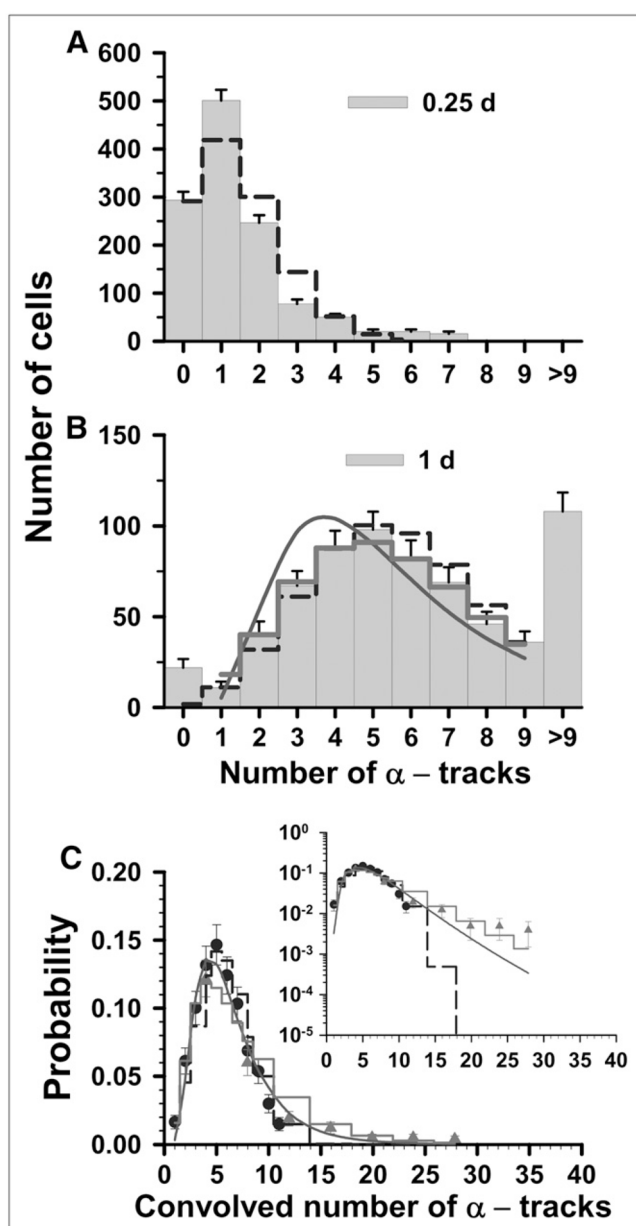 A
600
500
400
300
200
100
0
0.25 d
0 1 2 3 4 5 6 7 8 9 >9
Number of cells
B
150
100
50
0
1 d
0 1 2 3 4 5 6 7 8 9 >9
Number of α – tracks
C
0.20
0.15
0.10
0.05
0.00
Probability
10⁰
10⁻¹
10⁻²
10⁻³
10⁻⁴
10⁻⁵
0 5 10 15 20 25 30 35 40
0 5 10 15 20 25 30 35 40
Convolved number of α – tracks